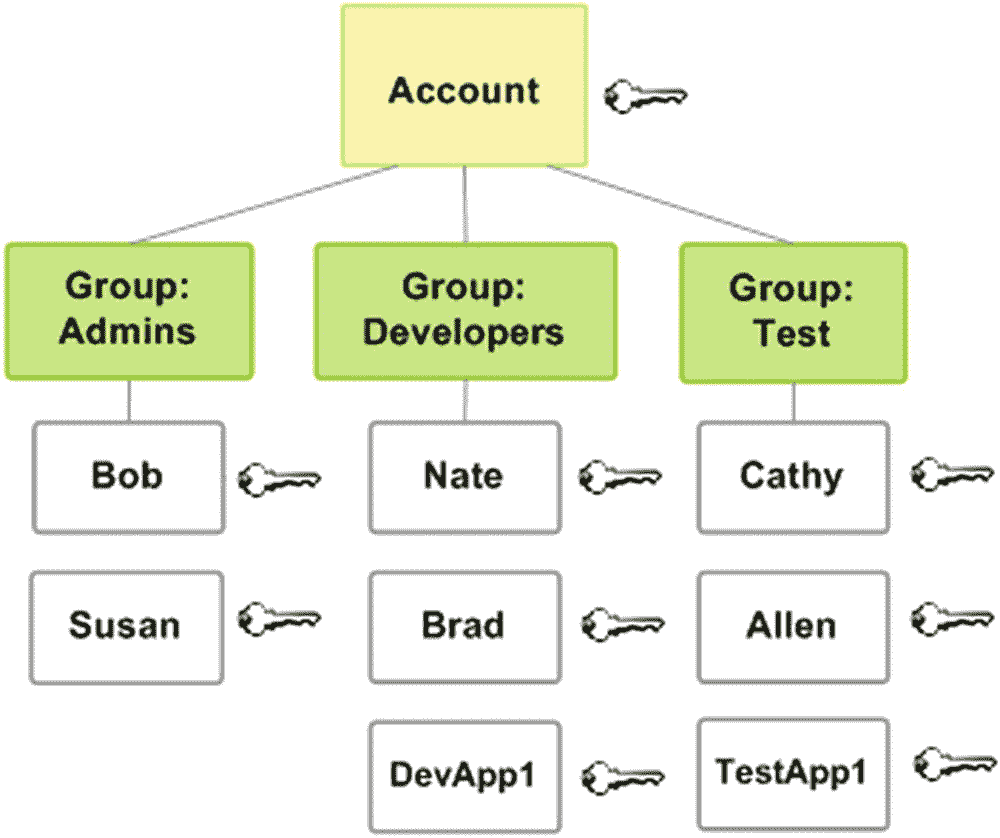 Account
Group:
Admins
Group:
Developers
Group:
Test
Bob
Nate
Cathy
Susan
Brad
Allen
DevApp1
TestApp1